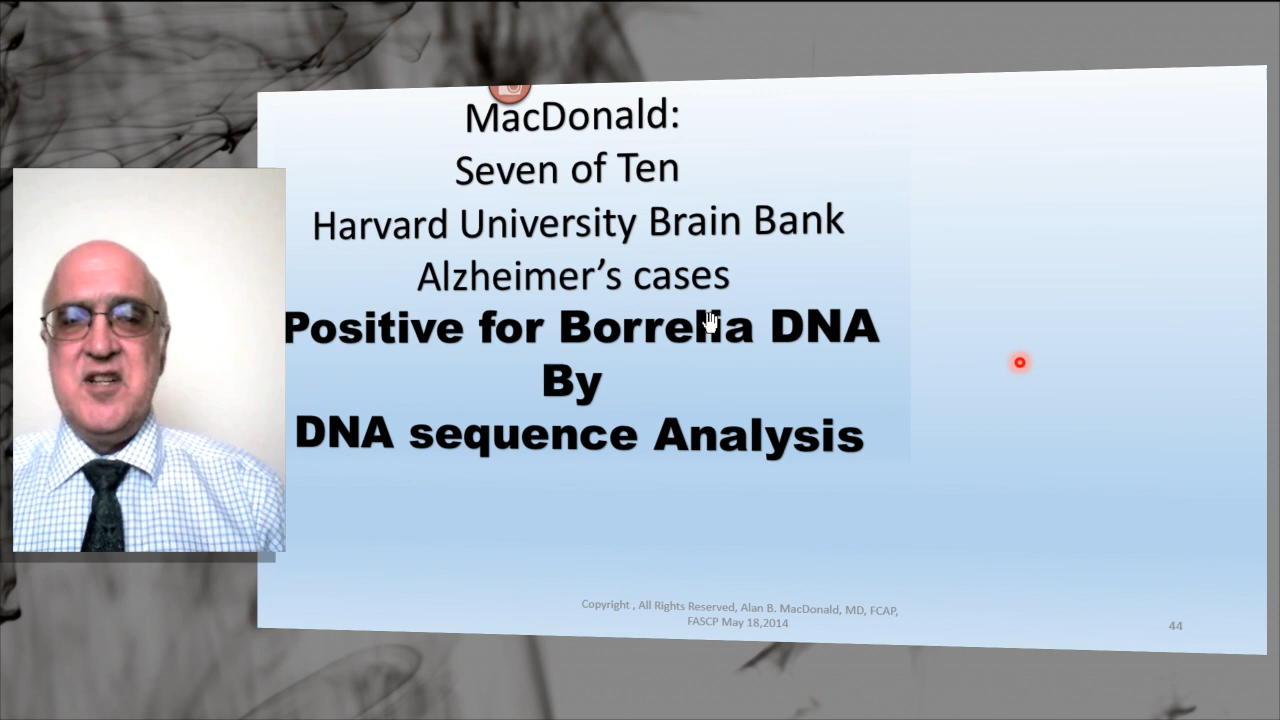 MacDonald:
Seven of Ten
Harvard University Brain Bank
Alzheimer’s cases
Positive for Borrelia DNA
By
DNA sequence Analysis
Copyright , All Rights Reserved, Alan B. MacDonald, MD, FCAP,
FASCP May 18,2014
44